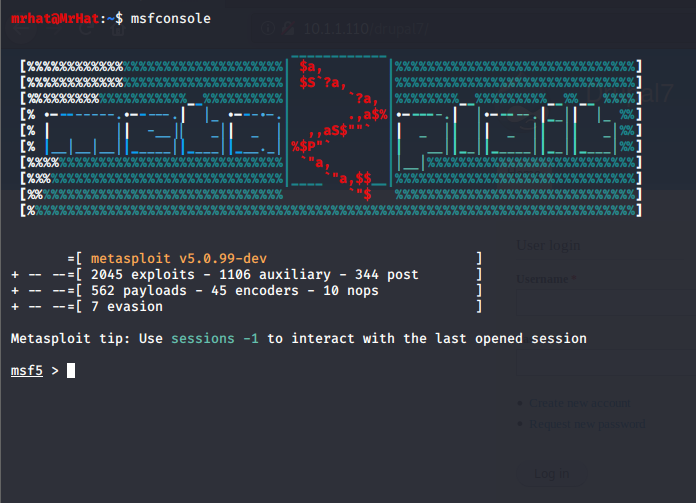 mrhat@MrHat:~$ msfconsole
10.1.1.110/drupal7/
=[ metasploit v5.0.99-dev ]
+ -- --=[ 2045 exploits - 1106 auxiliary - 344 post ]
+ -- --=[ 562 payloads - 45 encoders - 10 nops ]
+ -- --=[ 7 evasion ]
User login
Username *
Metasploit tip: Use sessions -1 to interact with the last opened session
msf5 >
Create new account
Request new password
Log in